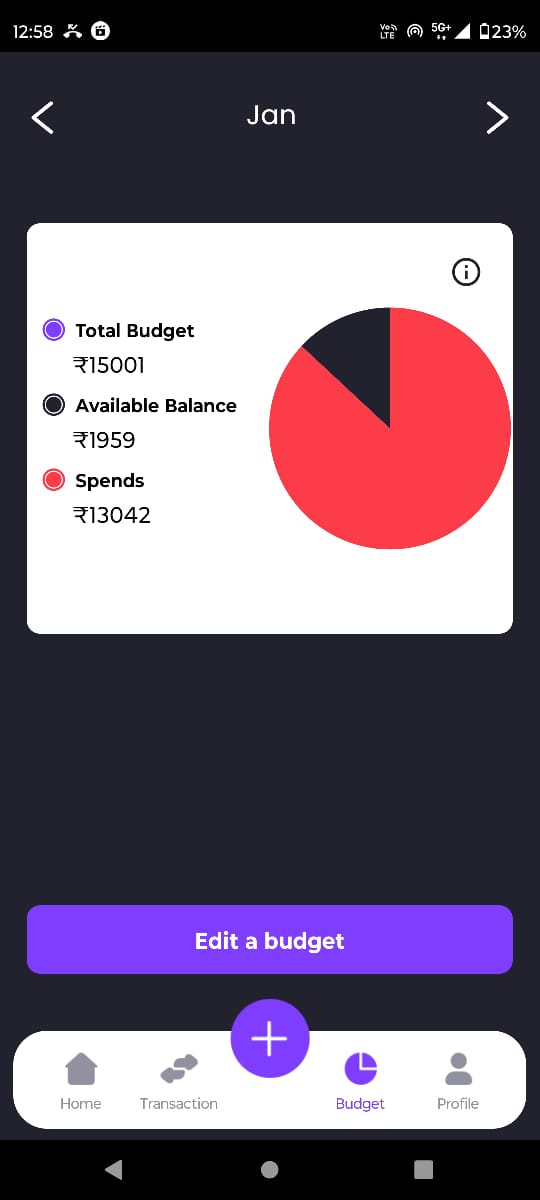 12:58 Vo LTE 5G+ 23%
Jan
Total Budget
₹15001
Available Balance
₹1959
Spends
₹13042
Edit a budget
Home Transaction Budget Profile